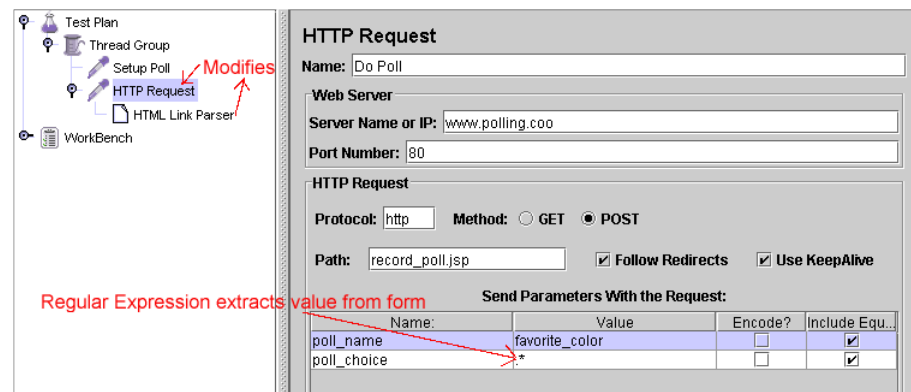 Test Plan
Thread Group
Setup Poll
Modifies
HTTP Request
HTML Link Parser
WorkBench
HTTP Request
Name: Do Poll
Web Server
Server Name or IP: www.polling.coo
Port Number: 80
HTTP Request
Protocol: http Method: GET POST
Path: record_poll.jsp Follow Redirects Use KeepAlive
Regular Expression extracts value from form
Send Parameters With the Request:
Name: Value Encode? Include Equ...
poll_name favorite_color
poll_choice .*